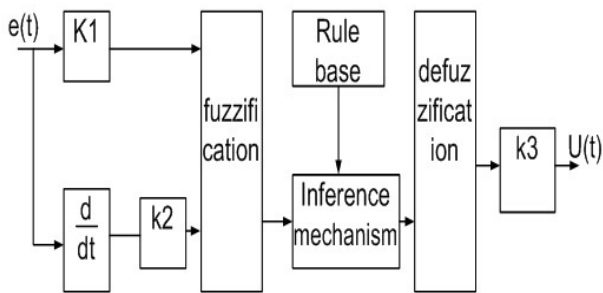 e(t)
K1
fuzzifi
cation
Rule
base
defuz
zificat
ion
k3
U(t)
d
dt
k2
Inference
mechanism